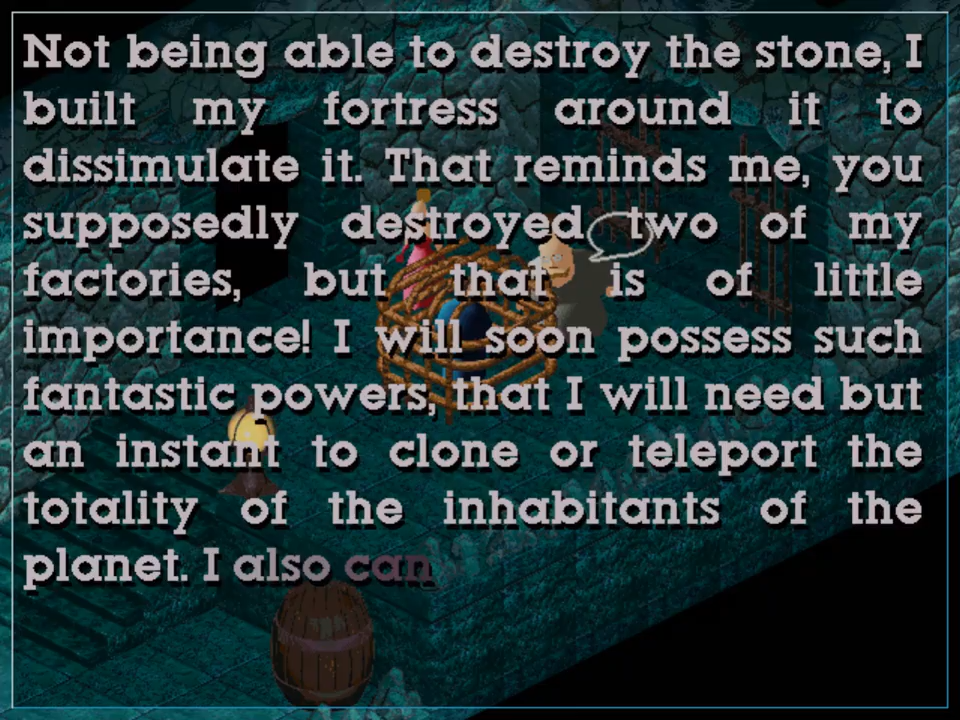 Not being able to destroy the stone, I
built my fortress around it to
dissimulate it. That reminds me, you
supposedly destroyed two of my
factories, but that is of little
importance! I will soon possess such
fantastic powers, that I will need but
an instant to clone or teleport the
totality of the inhabitants of the
planet. I also can